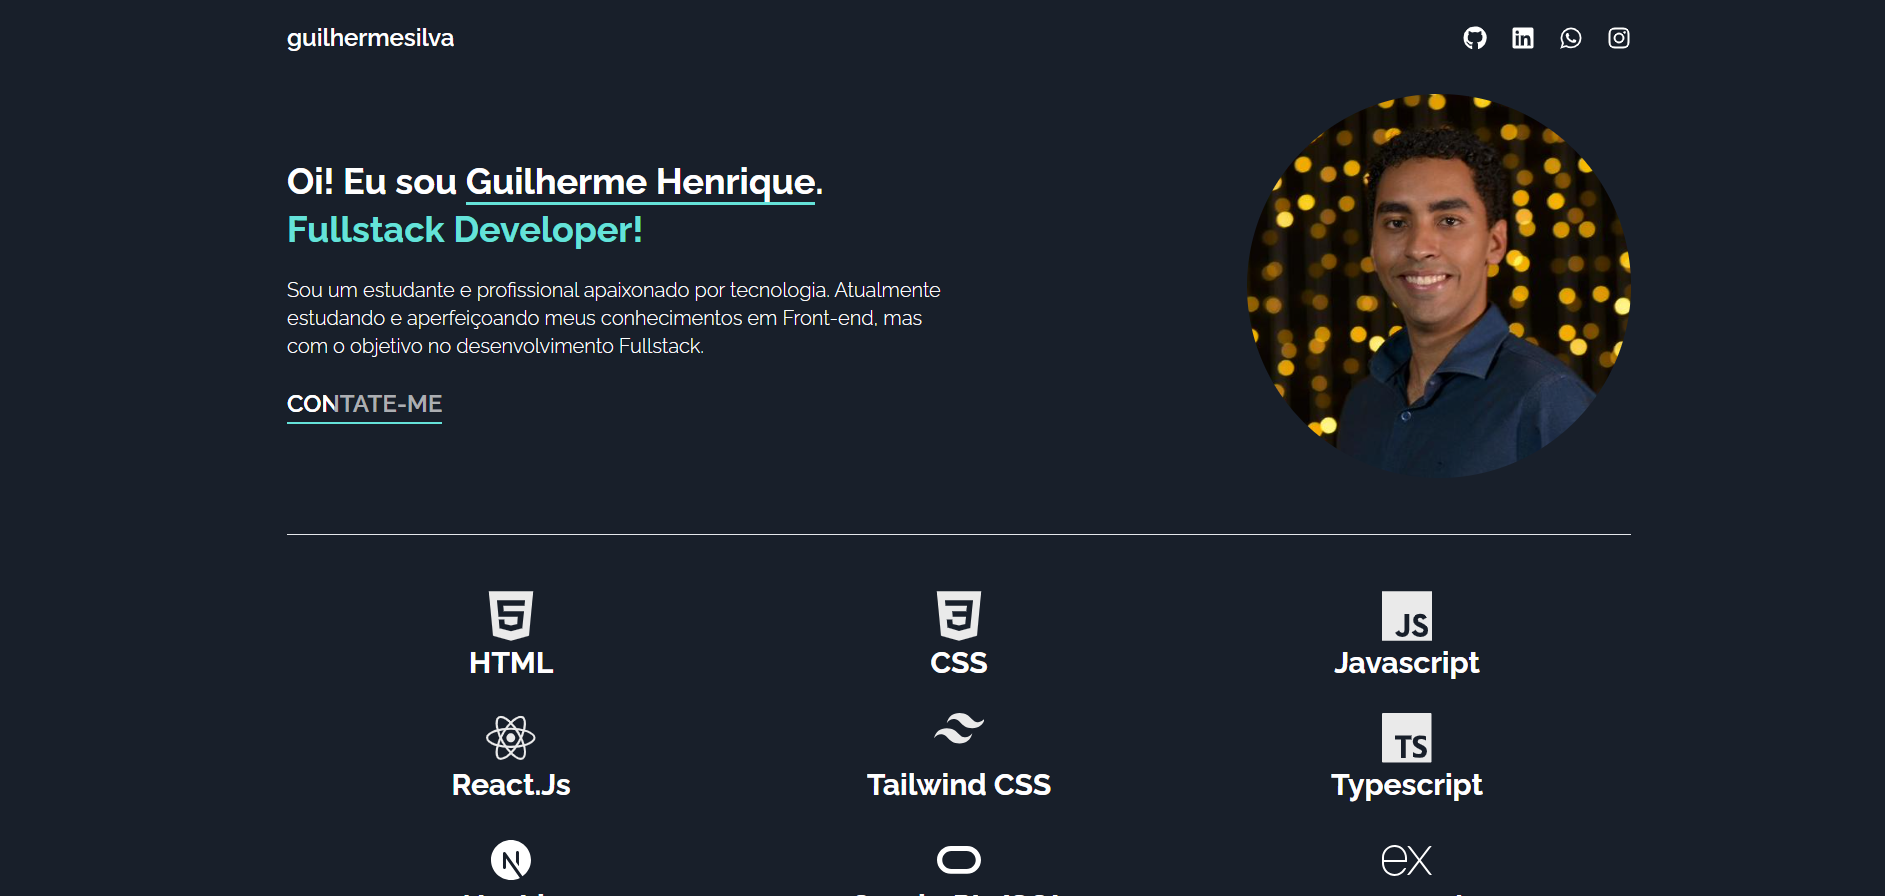 guilhermesilva
Oi! Eu sou Guilherme Henrique.
Fullstack Developer!
Sou um estudante e profissional apaixonado por tecnologia. Atualmente
estudando e aperfeiçoando meus conhecimentos em Front-end, mas
com o objetivo no desenvolvimento Fullstack.
CONTATE-ME
HTML
CSS
JS
Javascript
React.Js
Tailwind CSS
TS
Typescript
N
ex